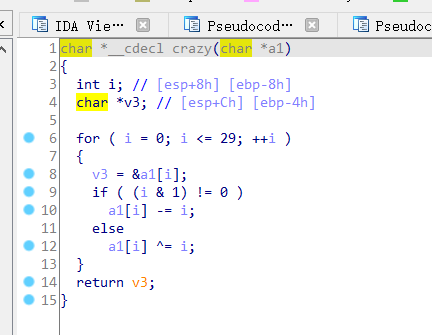 IDA Vie⋯ Pseudocod⋯ Pseudoc
1 char *__cdecl crazy(char *a1)
2 {
3 int i; // [esp+8h] [ebp-8h]
4 char *v3; // [esp+Ch] [ebp-4h]
5
6 for ( i = 0; i <= 29; ++i )
7 {
8 v3 = &a1[i];
9 if ( (i & 1) != 0 )
10 a1[i] -= i;
11 else
12 a1[i] ^= i;
13 }
14 return v3;
15 }